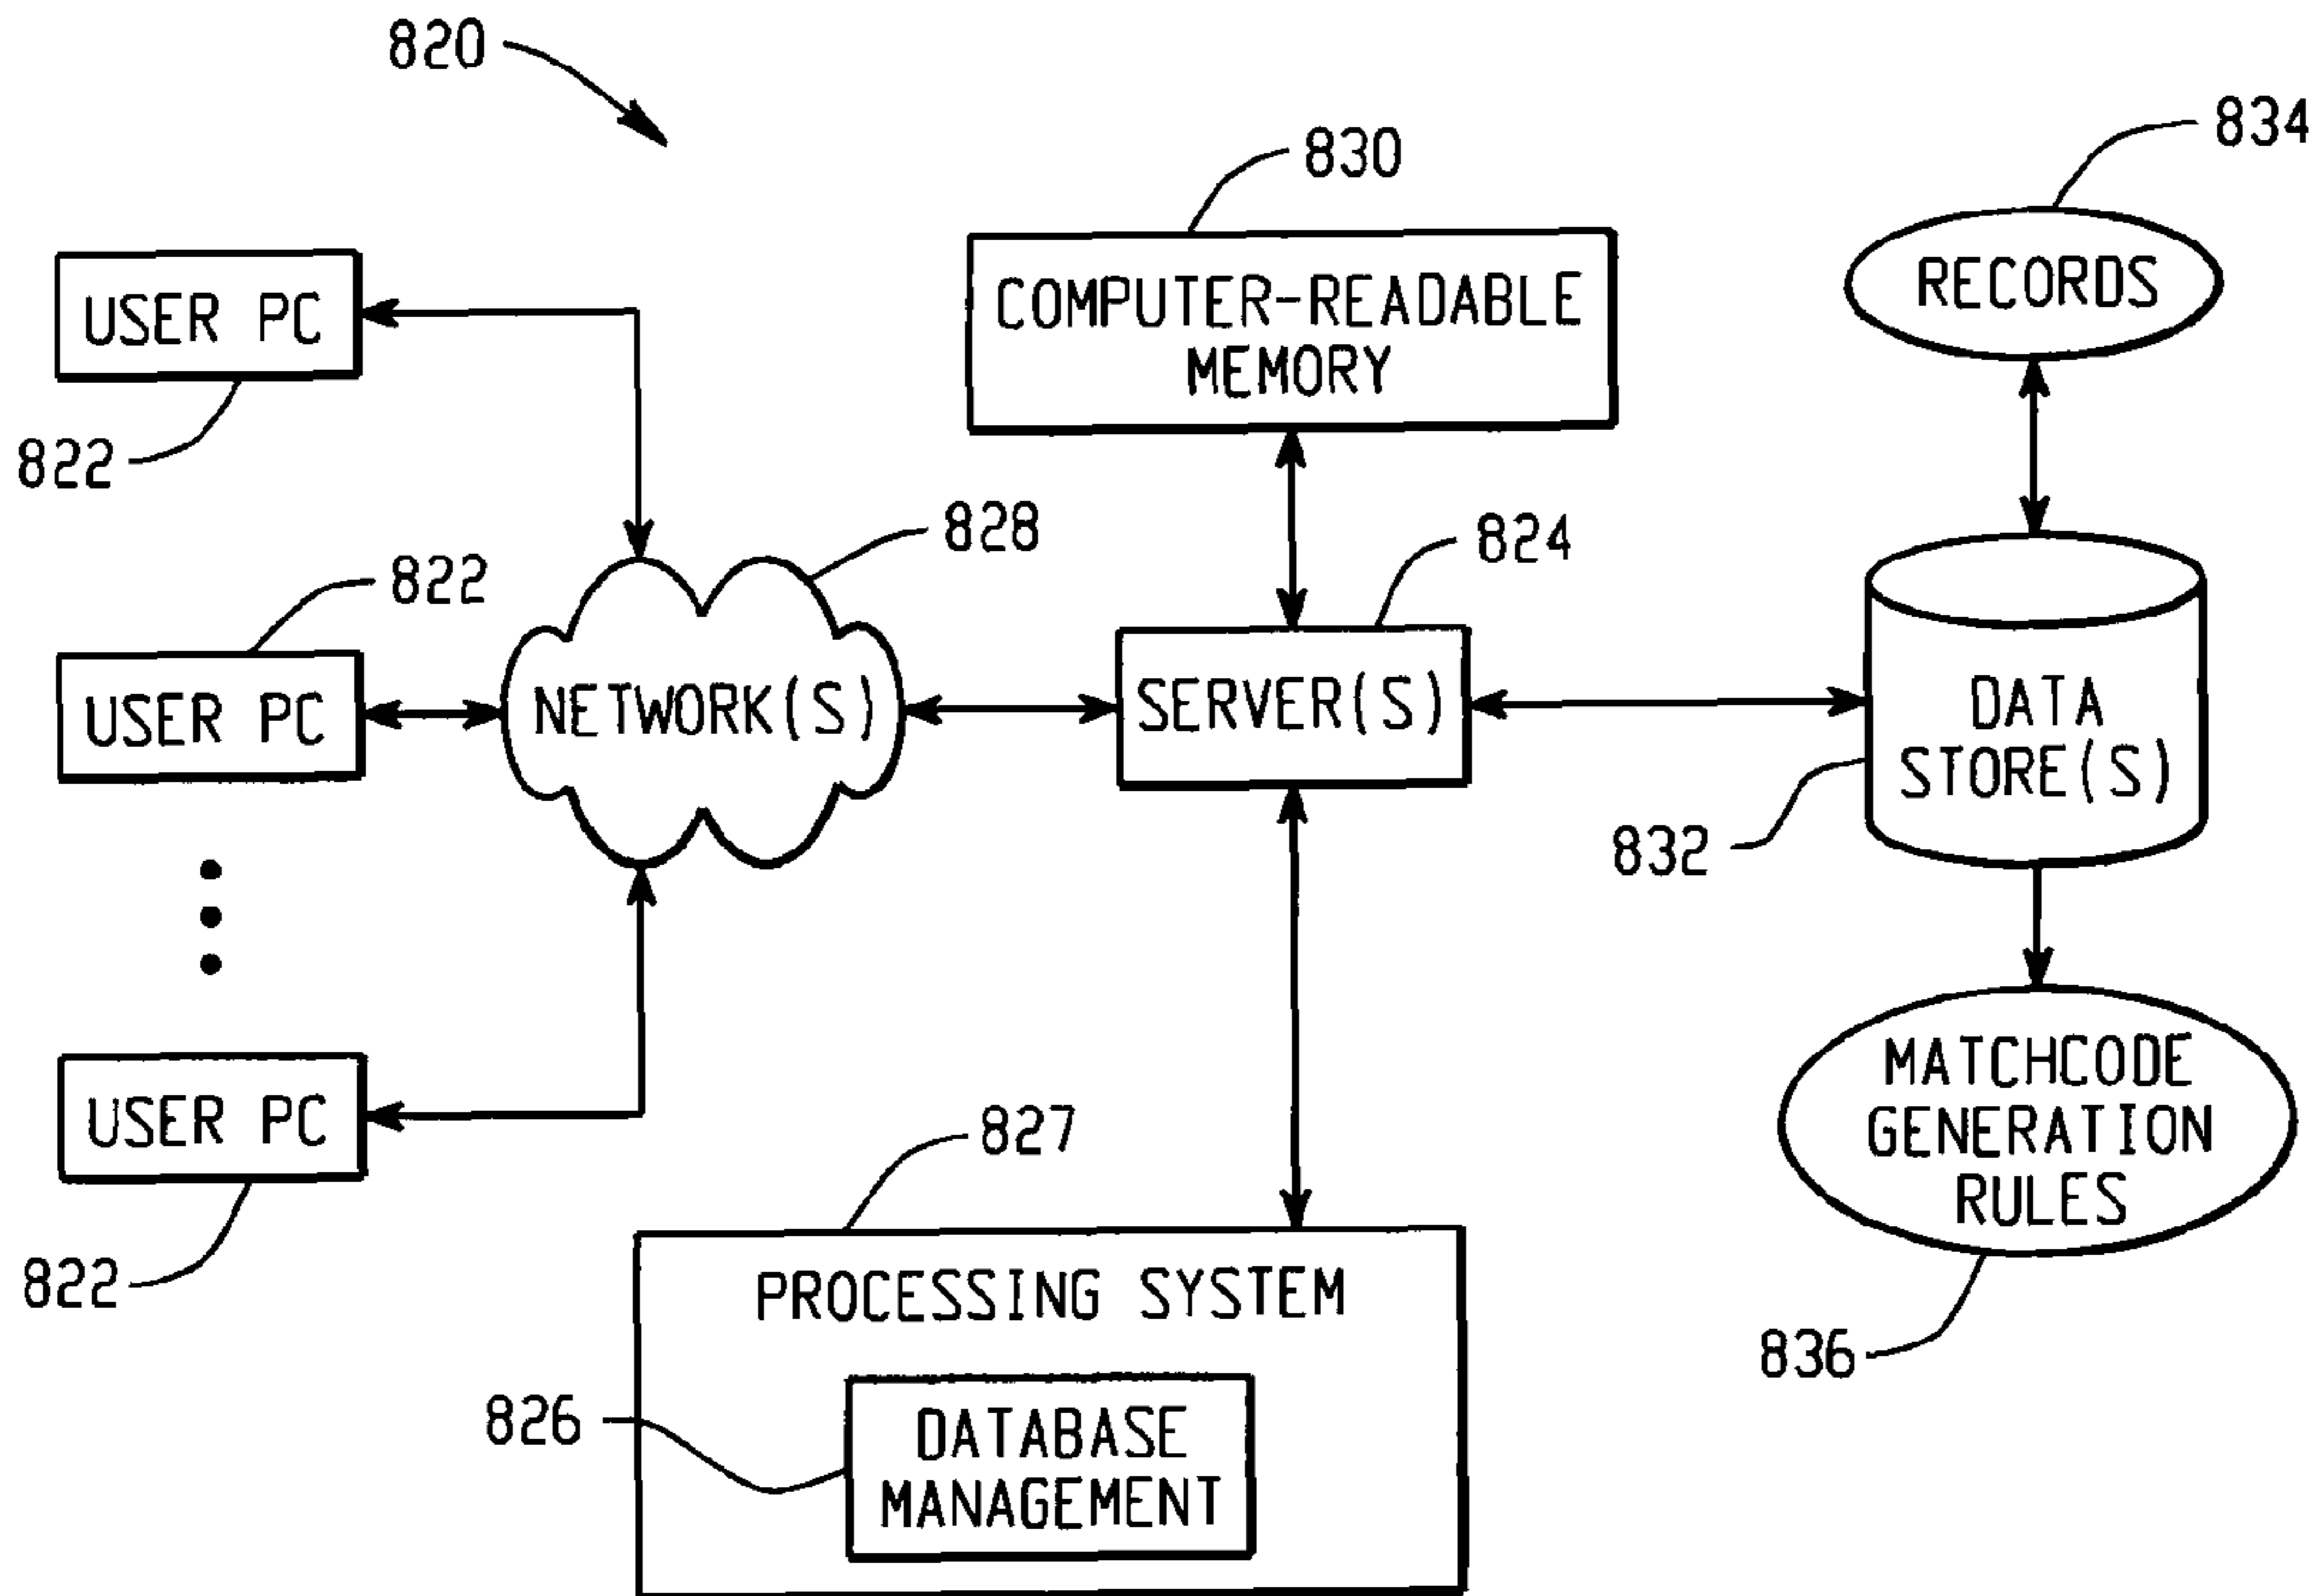 820
834
830
USER PC
COMPUTER-READABLE
MEMORY
RECORDS
822
828
824
822
USER PC
NETWORK(S)
SERVER(S)
DATA
STORE(S)
832
USER PC
827
MATCHCODE
GENERATION
RULES
822
PROCESSING SYSTEM
836
826
DATABASE
MANAGEMENT